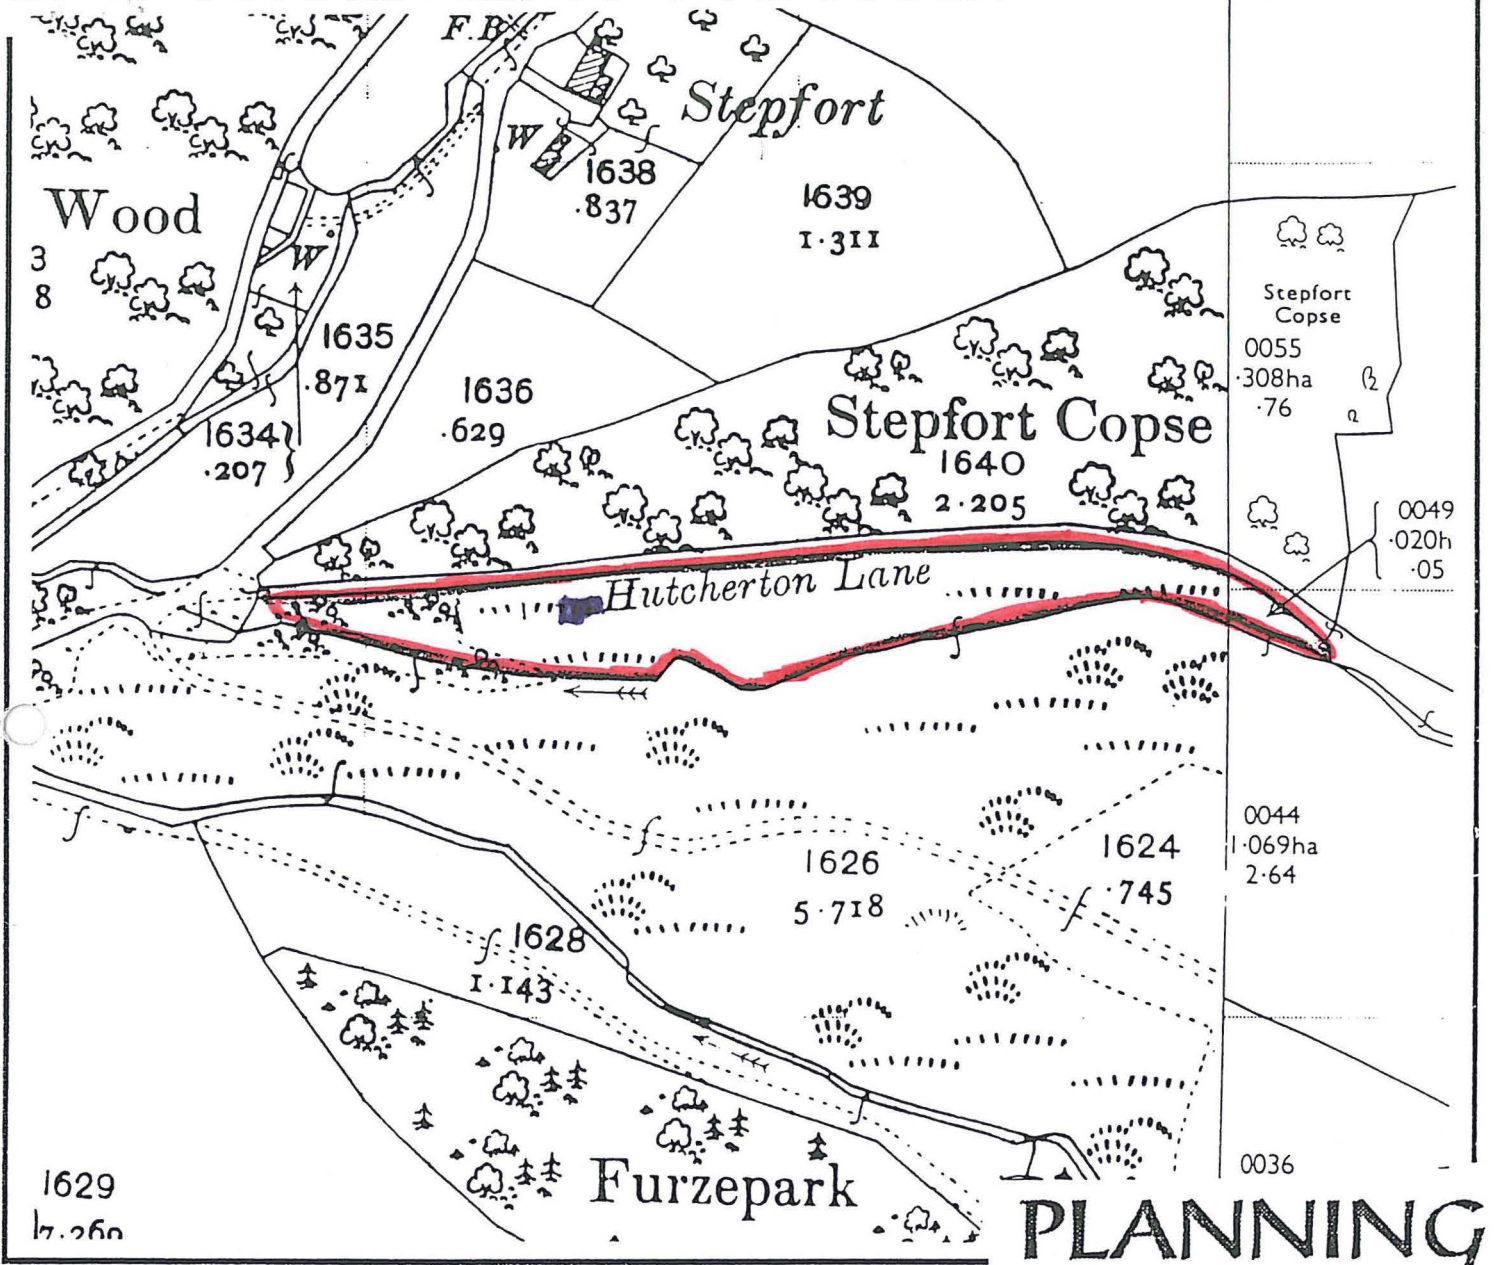 F.B
Stepfort
W
1638
.837
1639
1.311
Wood
3
8
W
Stepfort
Copse
0055
.308ha
.76
1635
.871
1636
.629
Stepfort Copse
1640
2.205
1634
.207
0049
.020h
.05
Hutcherton Lane
0044
1.069ha
2.64
1626
5.718
1624
.745
1628
1.143
1629
Furzepark
0036
PLANNING